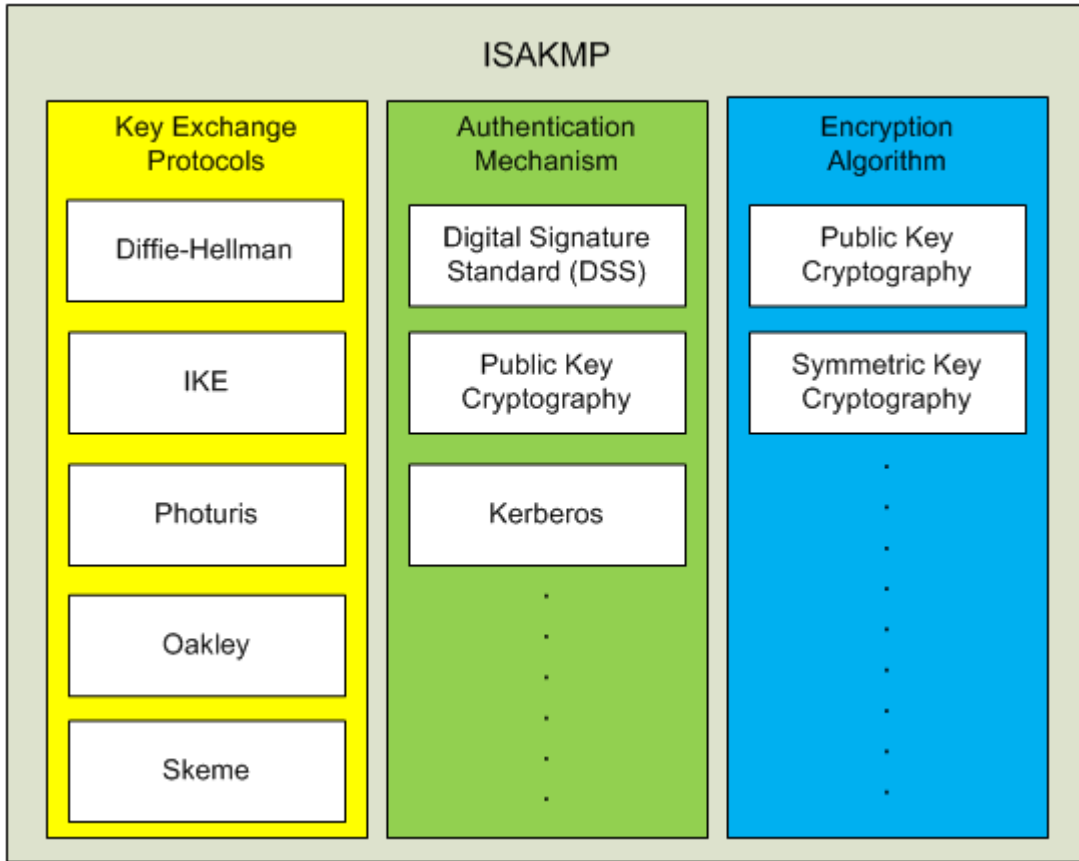 ISAKMP
Key Exchange
Protocols
Diffie-Hellman
IKE
Photuris
Oakley
Skeme
Authentication
Mechanism
Digital Signature
Standard (DSS)
Public Key
Cryptography
Kerberos
Encryption
Algorithm
Public Key
Cryptography
Symmetric Key
Cryptography